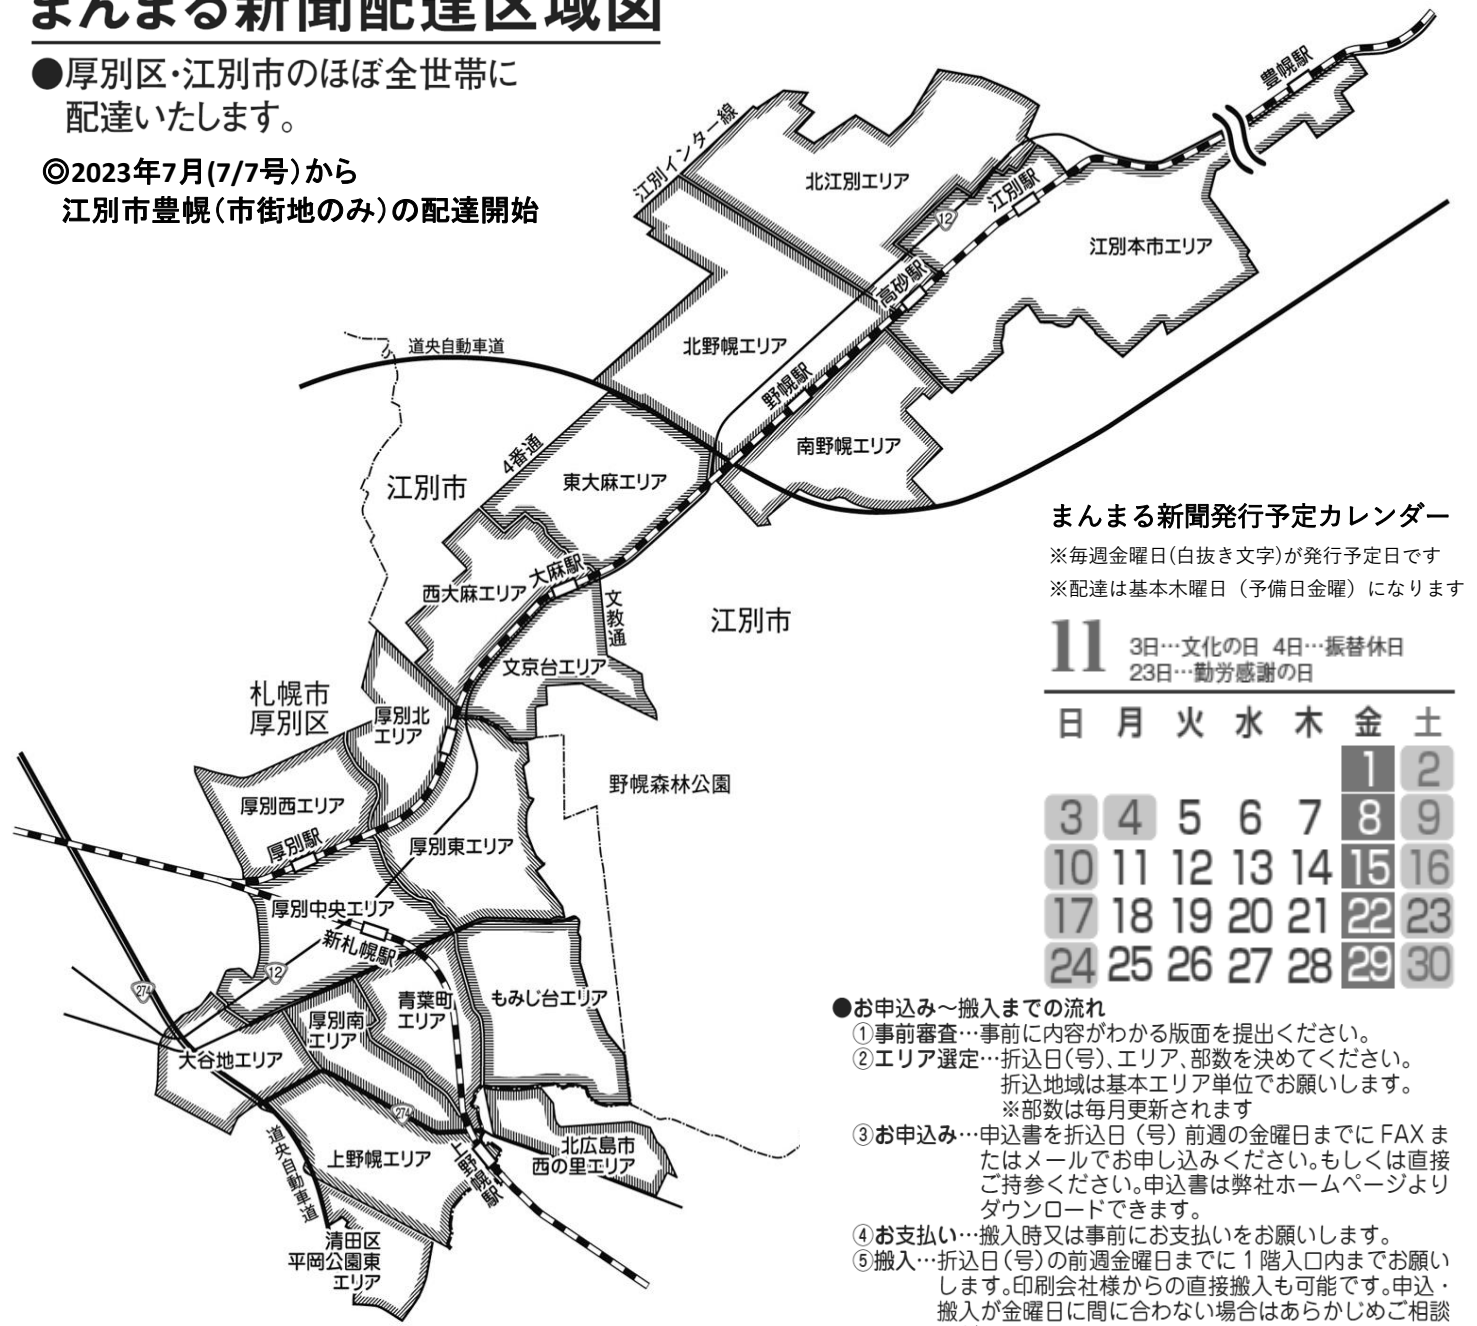 まんまる新聞配達区域図
●厚別区・江別市のほぼ全世帯に
配達いたします。
◎2023年7月(7/7号)から
江別市豊幌(市街地のみ)の配達開始
豊幌駅
江別インター線
北江別エリア
江別駅
12
江別本市エリア
高砂駅
道央自動車道
北野幌エリア
野幌駅
南野幌エリア
4番通
江別市
東大麻エリア
大麻駅
西大麻エリア
文教通
江別市
文京台エリア
札幌市
厚別区
厚別北
エリア
野幌森林公園
厚別西エリア
厚別駅
厚別東エリア
厚別中央エリア
新札幌駅
12
274
青葉町
エリア
もみじ台エリア
厚別南
エリア
大谷地エリア
274
道央自動車道
上野幌エリア
上野幌駅
北広島市
西の里エリア
清田区
平岡公園東
エリア
まんまる新聞発行予定カレンダー
※毎週金曜日(白抜き文字)が発行予定日です
※配達は基本木曜日(予備日金曜)になります
11
3日…文化の日 4日…振替休日
23日…勤労感謝の日
日 月 火 水 木 金 土
1 2
3 4 5 6 7 8 9
10 11 12 13 14 15 16
17 18 19 20 21 22 23
24 25 26 27 28 29 30
●お申込み〜搬入までの流れ
①事前審査…事前に内容がわかる版面を提出ください。
②エリア選定…折込日(号)、エリア、部数を決めてください。
折込地域は基本エリア単位でお願いします。
※部数は毎月更新されます
③お申込み…申込書を折込日(号)前週の金曜日までにFAXま
たはメールでお申し込みください。もしくは直接
ご持参ください。申込書は弊社ホームページより
ダウンロードできます。
④お支払い…搬入時又は事前にお支払いをお願いします。
⑤搬入…折込日(号)の前週金曜日までに1階入口内までお願い
します。印刷会社様からの直接搬入も可能です。申込・
搬入が金曜日に間に合わない場合はあらかじめご相談